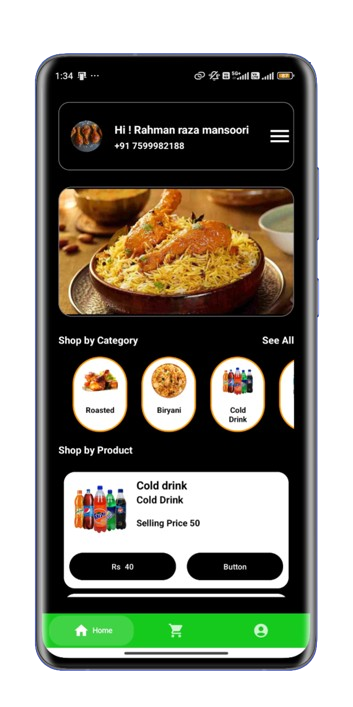 1:34
Hi ! Rahman raza mansoori
+91 7599982188
Shop by Category
See All
Roasted
Biryani
Cold
Drink
Shop by Product
Cold drink
Cold Drink
Selling Price 50
Rs 40
Button
Home